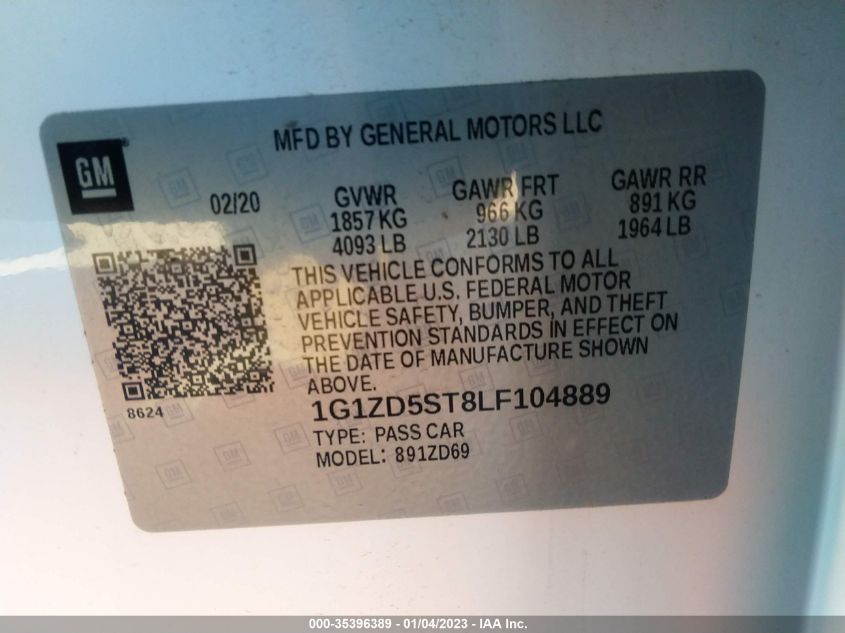 MFD BY GENERAL MOTORS LLC
GM
02/20
GVWR GAWR FRT GAWR RR
1857 KG 966 KG 891 KG
4093 LB 2130 LB 1964 LB
THIS VEHICLE CONFORMS TO ALL
APPLICABLE U.S. FEDERAL MOTOR
VEHICLE SAFETY, BUMPER, AND THEFT
PREVENTION STANDARDS IN EFFECT ON
THE DATE OF MANUFACTURE SHOWN
ABOVE.
8624
1G1ZD5ST8LF104889
TYPE: PASS CAR
MODEL: 891ZD69
000-35396389 - 01/04/2023 - IAA Inc.